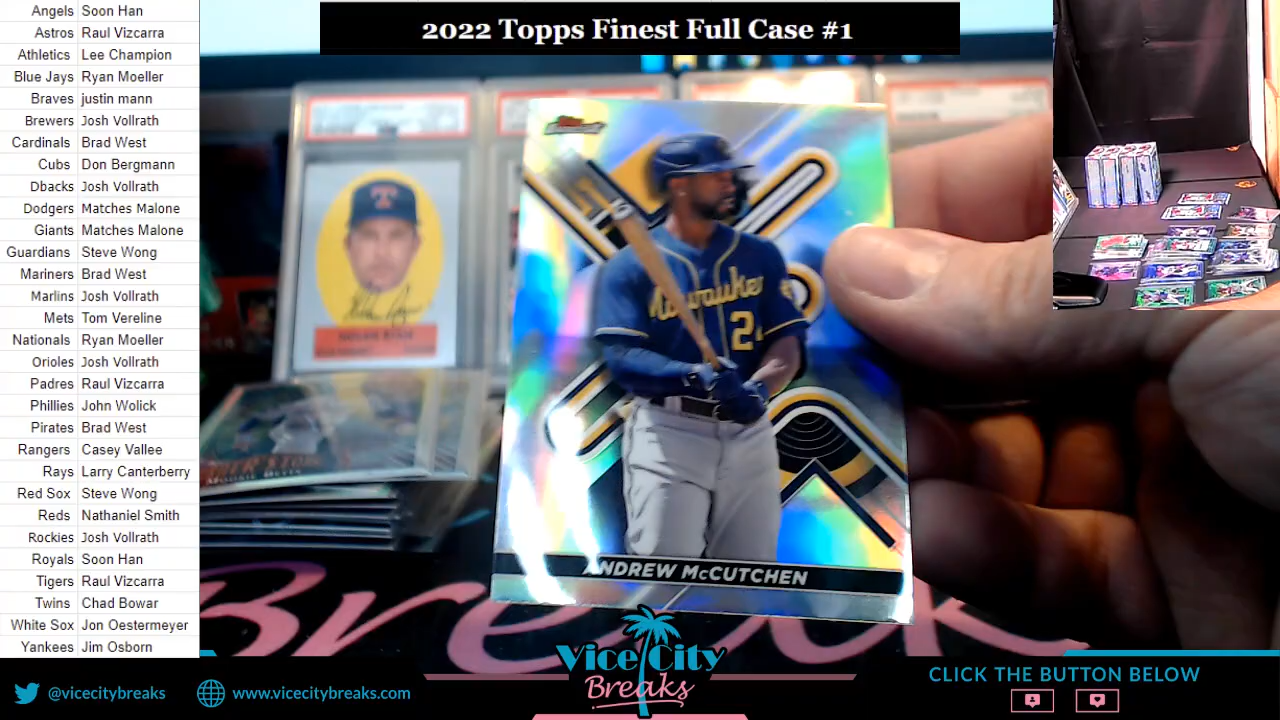 2022 Topps Finest Full Case #1
Angels Soon Han
Astros Raul Vizcarra
Athletics Lee Champion
Blue Jays Ryan Moeller
Braves justin mann
Brewers Josh Vollrath
Cardinals Brad West
Cubs Don Bergmann
Dbacks Josh Vollrath
Dodgers Matches Malone
Giants Matches Malone
Guardians Steve Wong
Mariners Brad West
Marlins Josh Vollrath
Mets Tom Vereline
Nationals Ryan Moeller
Orioles Josh Vollrath
Padres Raul Vizcarra
Phillies John Wolick
Pirates Brad West
Rangers Casey Vallee
Rays Larry Canterberry
Red Sox Steve Wong
Reds Nathaniel Smith
Rockies Josh Vollrath
Royals Soon Han
Tigers Raul Vizcarra
Twins Chad Bowar
White Sox Jon Oestermeyer
Yankees Jim Osborn
T
Milwaukee
ANDREW McCUTCHEN
Break
Vice City
Breaks
@vicecitybreaks
www.vicecitybreaks.com
CLICK THE BUTTON BELOW